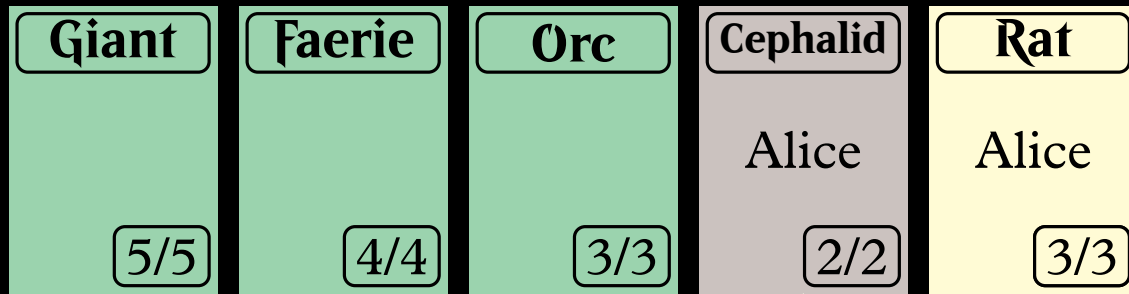 Giant
5/5
Faerie
4/4
Orc
3/3
Cephalid
Alice
2/2
Rat
Alice
3/3